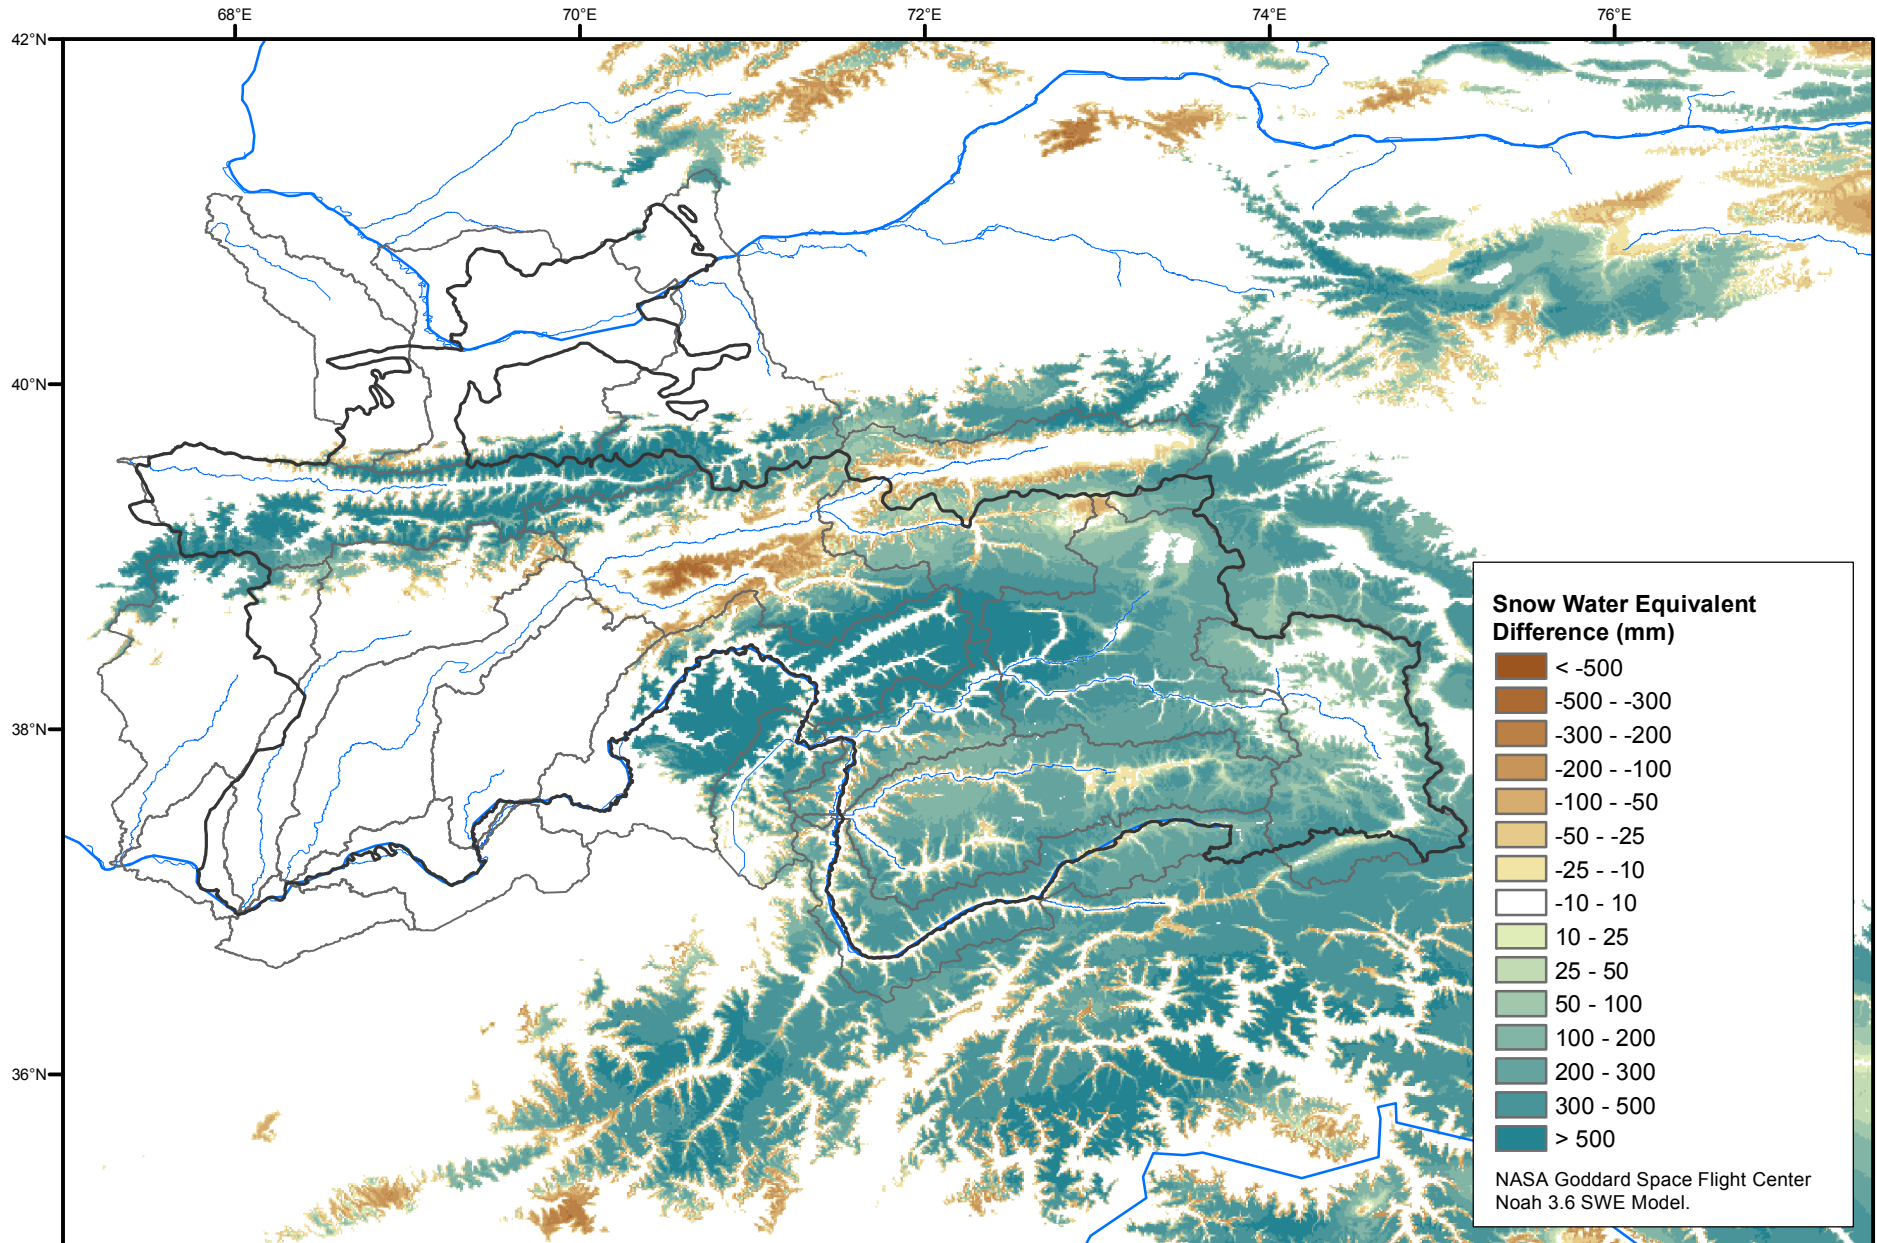 68°E
70°E
72°E
74°E
76°E
42°N
40°N
38°N
36°N
Snow Water Equivalent
Difference (mm)
< -500
-500 - -300
-300 - -200
-200 - -100
-100 - -50
-50 - -25
-25 - -10
-10 - 10
10 - 25
25 - 50
50 - 100
100 - 200
200 - 300
300 - 500
> 500
NASA Goddard Space Flight Center
Noah 3.6 SWE Model.